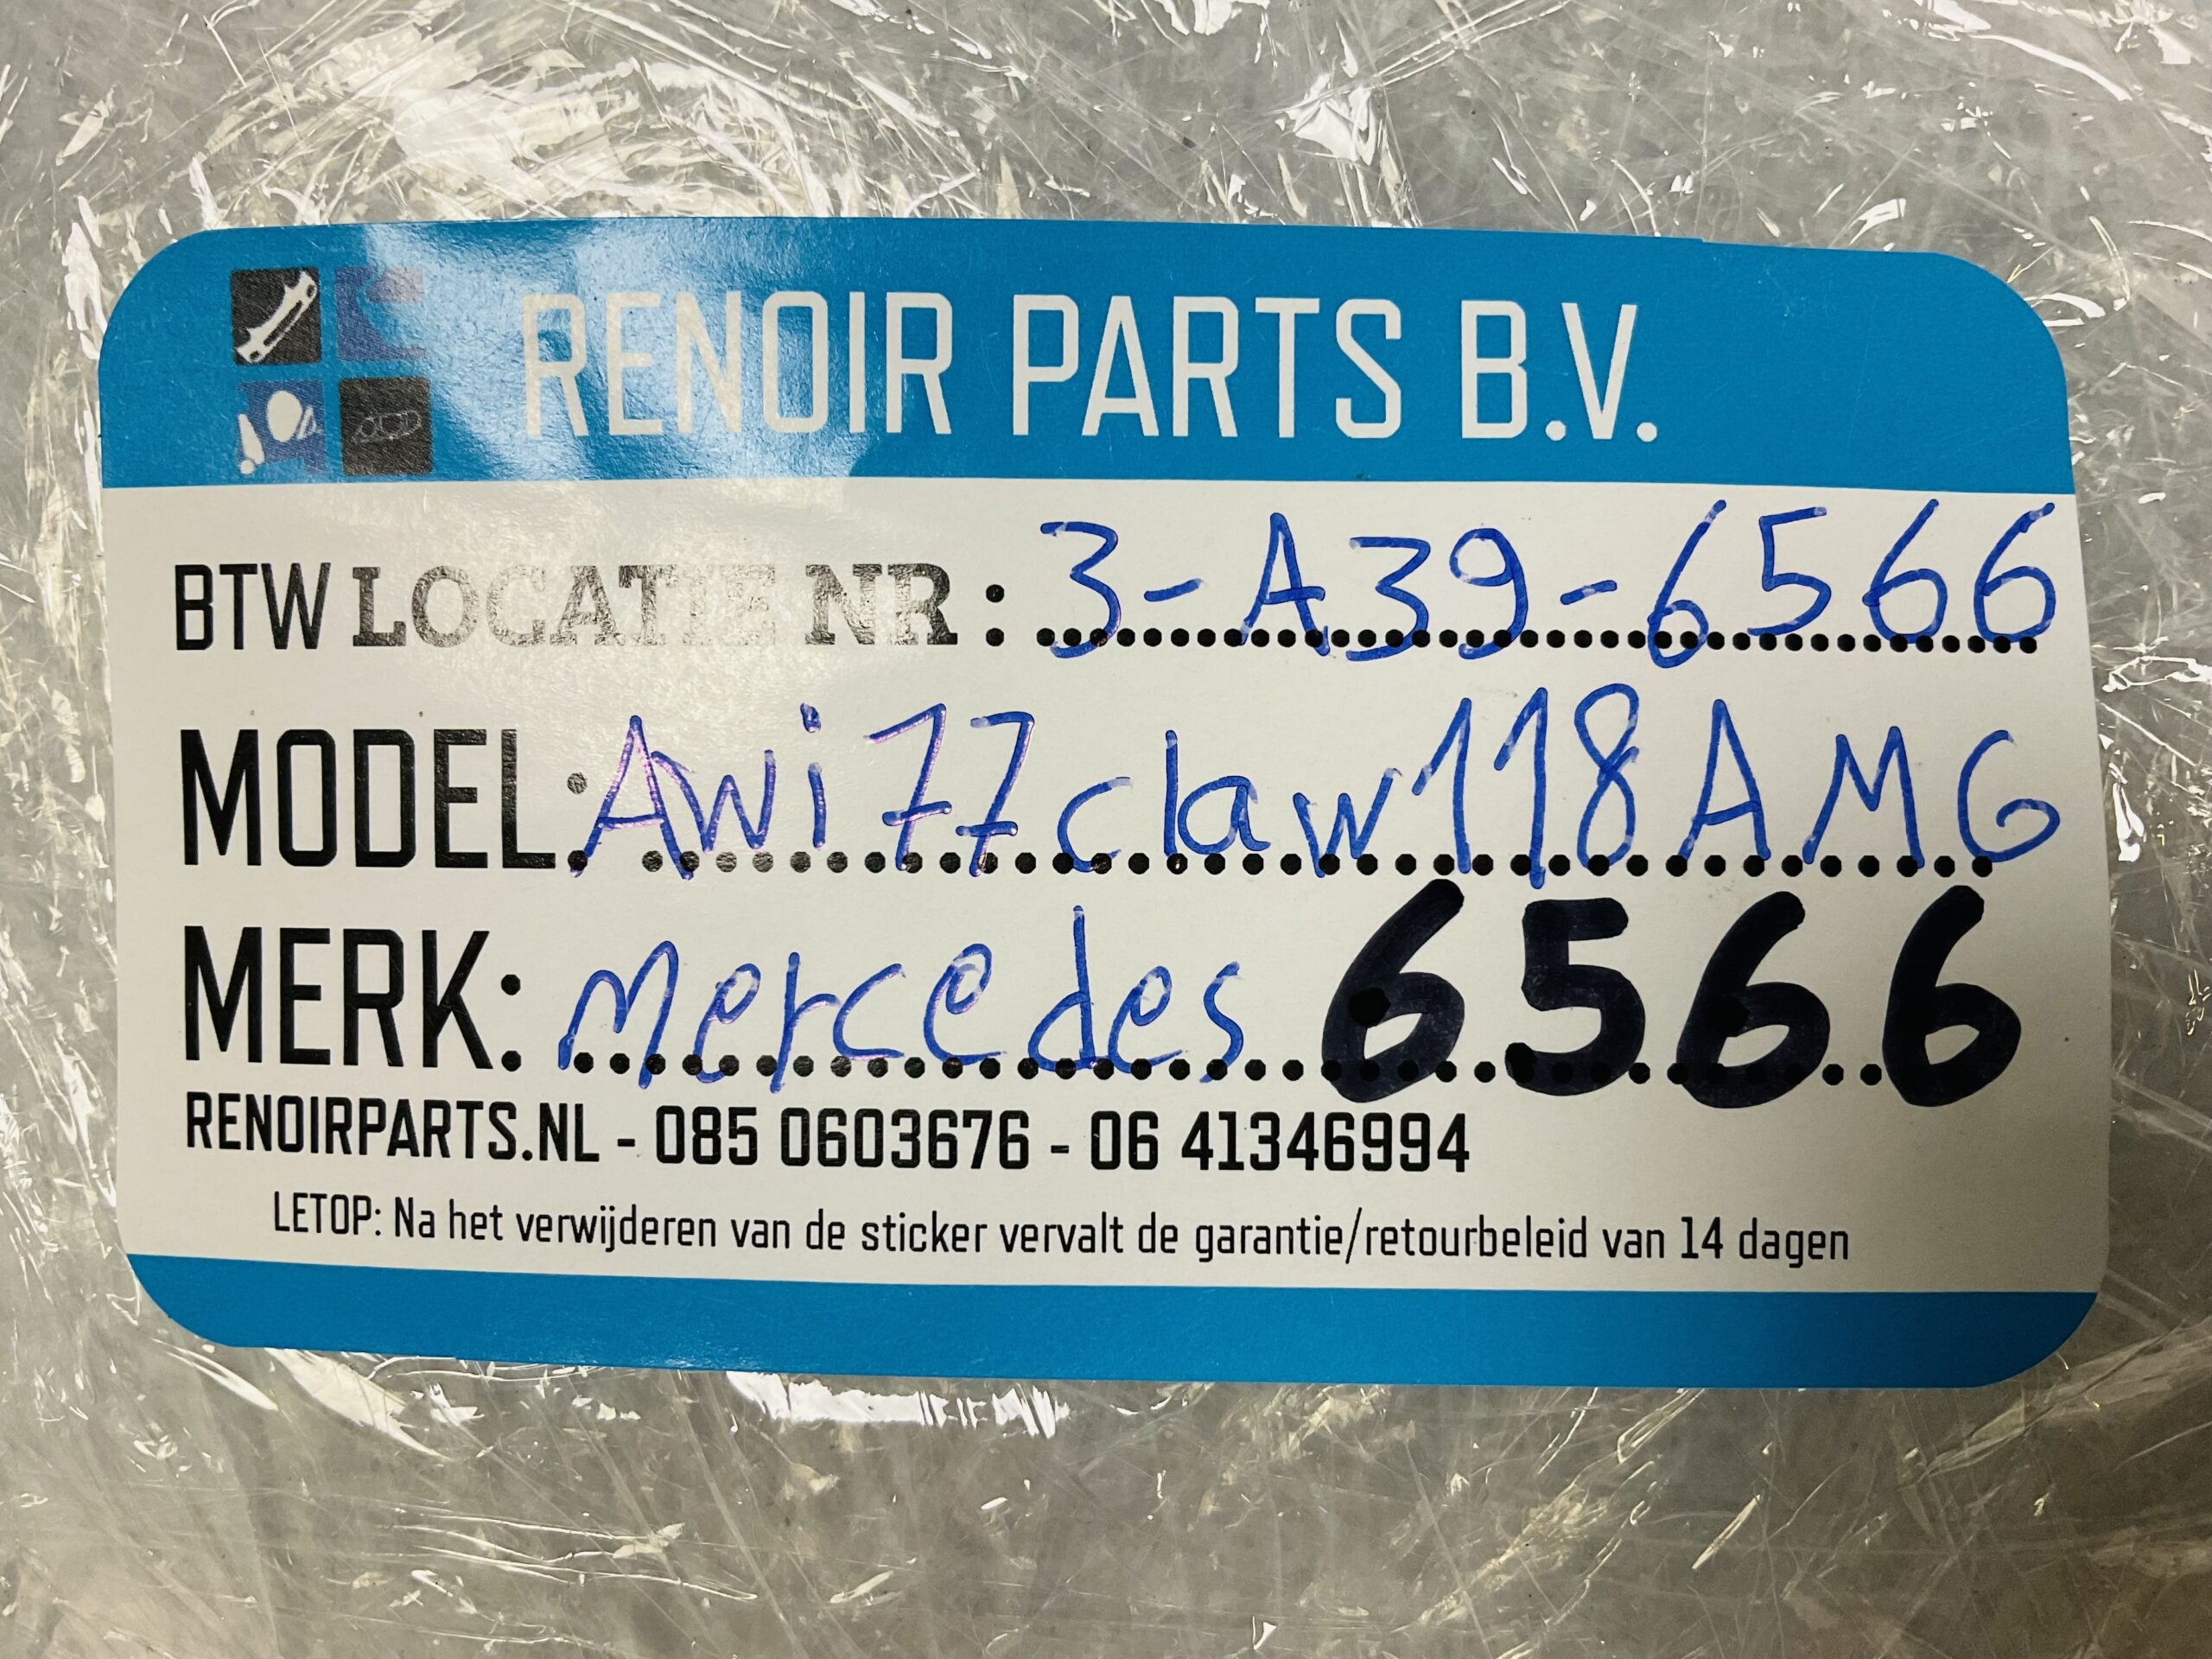 RENOIR PARTS B.V.
BTW LOCATIE NR: 3-A39-6566
MODEL: Awi77claw118AMG
MERK: mercedes 6566
RENOIRPARTS.NL - 085 0603676 - 06 41346994
LETOP: Na het verwijderen van de sticker vervalt de garantie/retourbeleid van 14 dagen